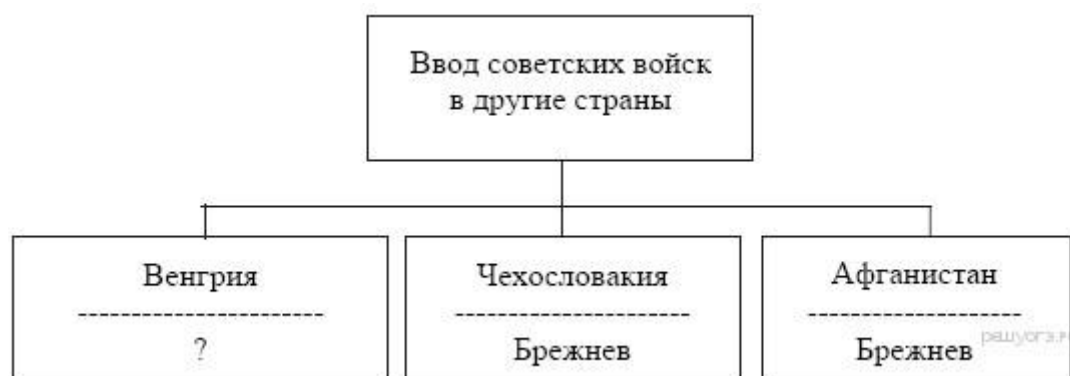 Ввод советских войск
в другие страны
Венгрия
-----------------------
?
Чехословакия
----------------------
Брежнев
Афганистан
--------------------
Брежнев